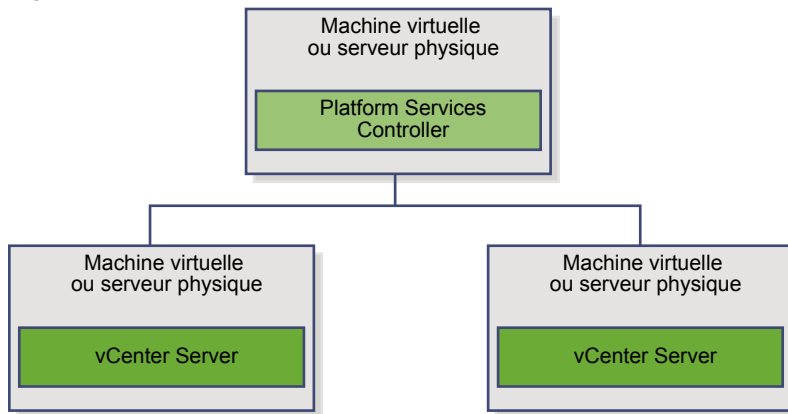 Machine virtuelle
ou serveur physique
Platform Services
Controller
Machine virtuelle
ou serveur physique
vCenter Server
Machine virtuelle
ou serveur physique
vCenter Server